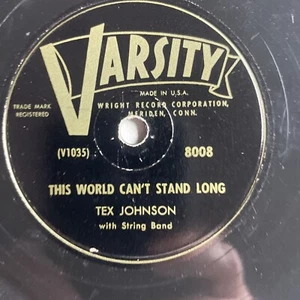 VARSITY
MADE IN U.S.A.
TRADE MARK
REGISTERED
WRIGHT RECORD CORPORATION,
MERIDEN, CONN.
(V1035)
8008
THIS WORLD CAN'T STAND LONG
TEX JOHNSON
with String Band